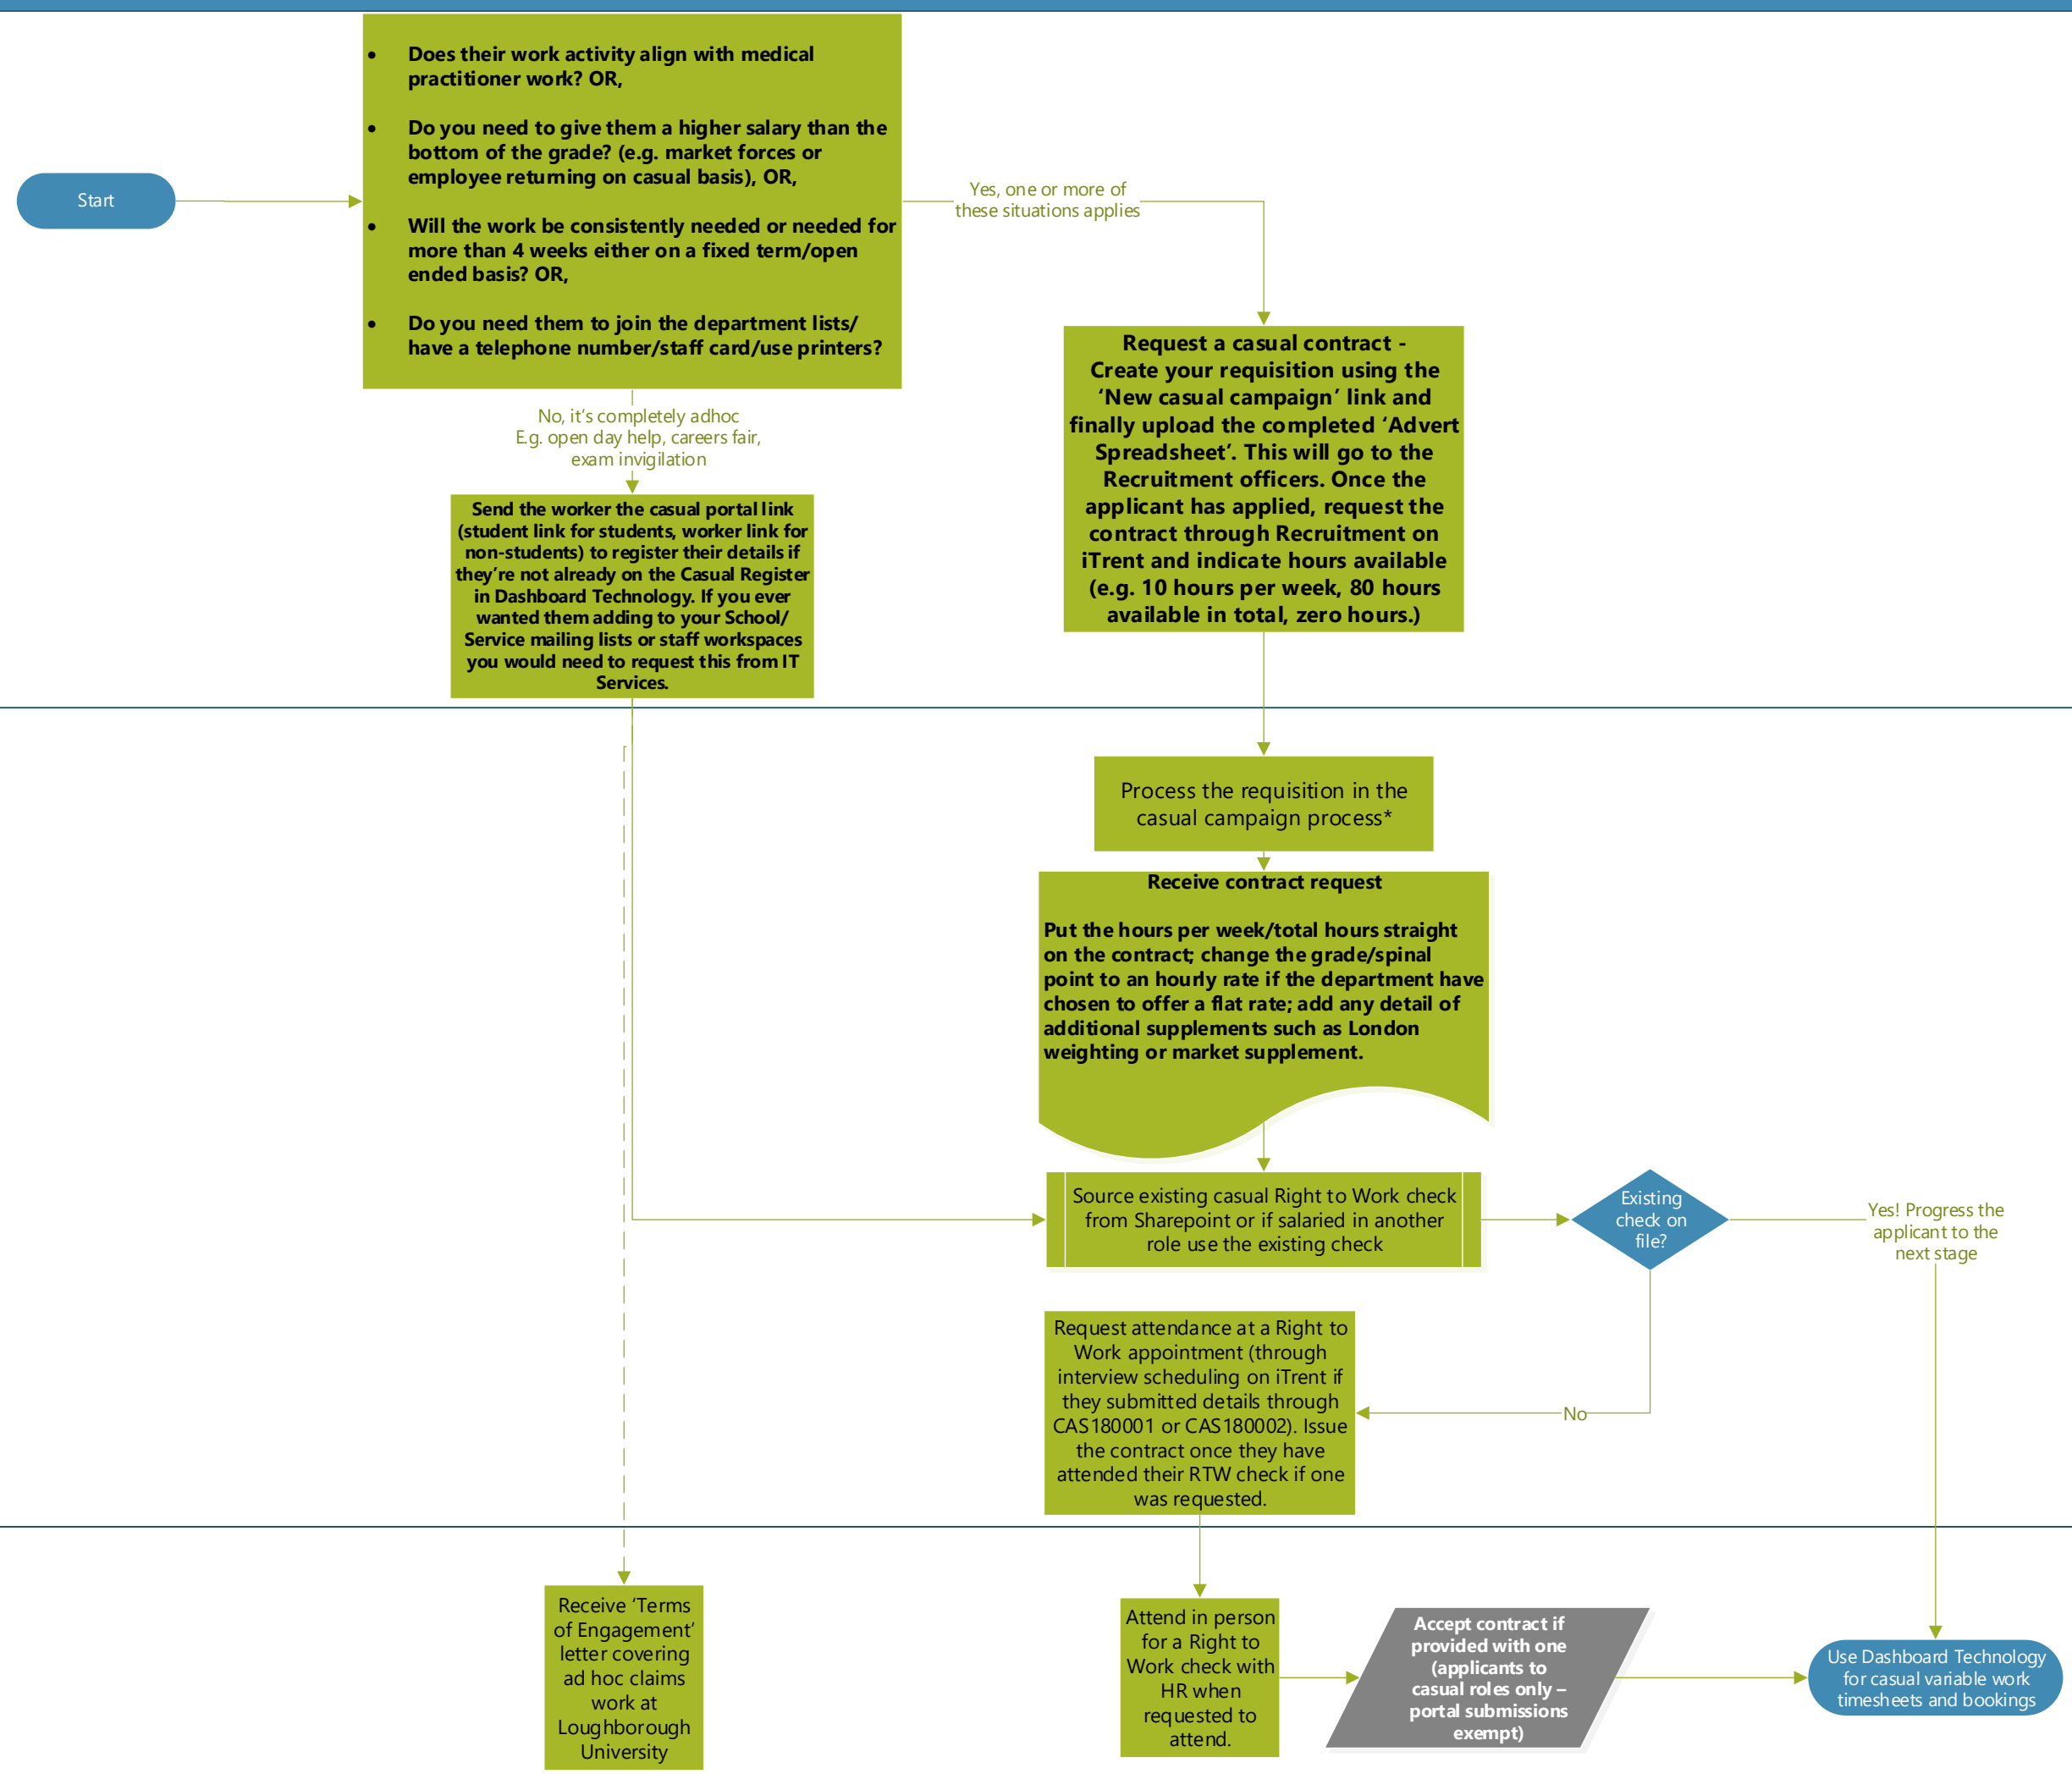 Start
• Does their work activity align with medical
practitioner work? OR,
• Do you need to give them a higher salary than the
bottom of the grade? (e.g. market forces or
employee returning on casual basis), OR,
• Will the work be consistently needed or needed for
more than 4 weeks either on a fixed term/open
ended basis? OR,
• Do you need them to join the department lists/
have a telephone number/staff card/use printers?
Yes, one or more of
these situations applies
No, it’s completely adhoc
E.g. open day help, careers fair,
exam invigilation
Request a casual contract -
Create your requisition using the
‘New casual campaign’ link and
finally upload the completed ‘Advert
Spreadsheet’. This will go to the
Recruitment officers. Once the
applicant has applied, request the
contract through Recruitment on
iTrent and indicate hours available
(e.g. 10 hours per week, 80 hours
available in total, zero hours.)
Send the worker the casual portal link
(student link for students, worker link for
non-students) to register their details if
they’re not already on the Casual Register
in Dashboard Technology. If you ever
wanted them adding to your School/
Service mailing lists or staff workspaces
you would need to request this from IT
Services.
Process the requisition in the
casual campaign process*
Receive contract request
Put the hours per week/total hours straight
on the contract; change the grade/spinal
point to an hourly rate if the department have
chosen to offer a flat rate; add any detail of
additional supplements such as London
weighting or market supplement.
Source existing casual Right to Work check
from Sharepoint or if salaried in another
role use the existing check
Existing
check on
file?
Yes! Progress the
applicant to the
next stage
No
Request attendance at a Right to
Work appointment (through
interview scheduling on iTrent if
they submitted details through
CAS180001 or CAS180002). Issue
the contract once they have
attended their RTW check if one
was requested.
Receive ‘Terms
of Engagement’
letter covering
ad hoc claims
work at
Loughborough
University
Attend in person
for a Right to
Work check with
HR when
requested to
attend.
Accept contract if
provided with one
(applicants to
casual roles only –
portal submissions
exempt)
Use Dashboard Technology
for casual variable work
timesheets and bookings